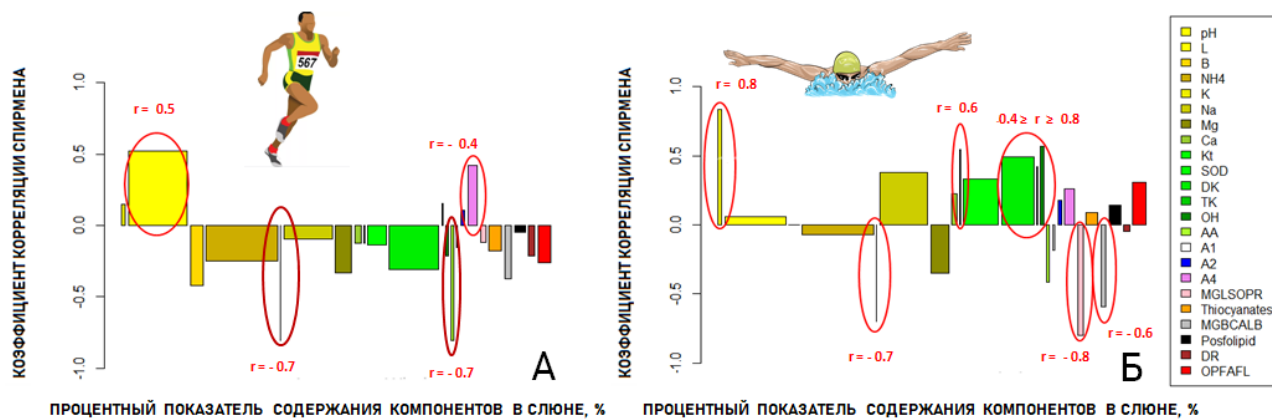 567
1.0
0.5
0.0
-0.5
-1.0
КОЭФФИЦИЕНТ КОРРЕЛЯЦИИ СПИРМЕНА
r = 0.5
r = - 0.4
r = - 0.7
r = - 0.7
А
ПРОЦЕНТНЫЙ ПОКАЗАТЕЛЬ СОДЕРЖАНИЯ КОМПОНЕНТОВ В СЛЮНЕ, %
1.0
0.5
0.0
-0.5
-1.0
КОЭФФИЦИЕНТ КОРРЕЛЯЦИИ СПИРМЕНА
r = 0.8
r = 0.6
0.4 ≥ r ≥ 0.8
r = - 0.7
r = - 0.8
r = - 0.6
Б
ПРОЦЕНТНЫЙ ПОКАЗАТЕЛЬ СОДЕРЖАНИЯ КОМПОНЕНТОВ В СЛЮНЕ, %
pH
L
B
NH4
K
Na
Mg
Ca
Kt
SOD
DK
TK
OH
AA
A1
A2
A4
MGLSOPR
Thiocyanates
MGBCALB
Posfolipid
DR
OPFAFL